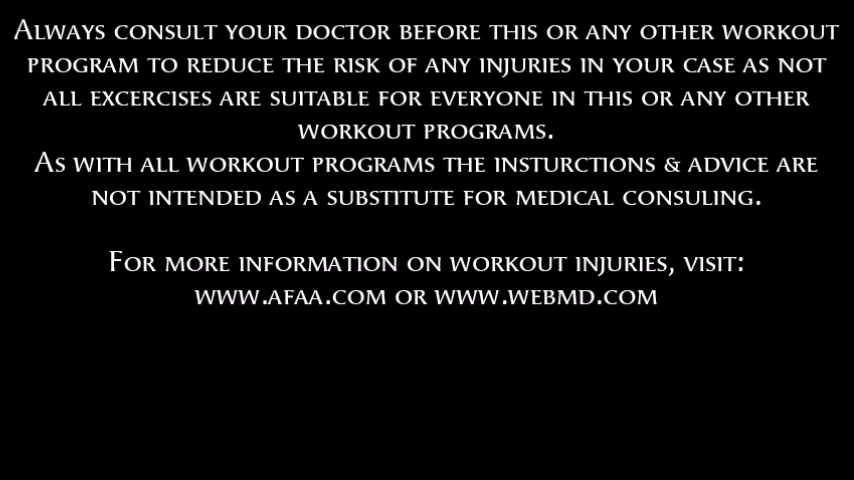 Always consult your doctor before this or any other workout
program to reduce the risk of any injuries in your case as not
all excercises are suitable for everyone in this or any other
workout programs.
As with all workout programs the insturctions & advice are
not intended as a substitute for medical consuling.
For more information on workout injuries, visit:
www.afaa.com or www.webmd.com